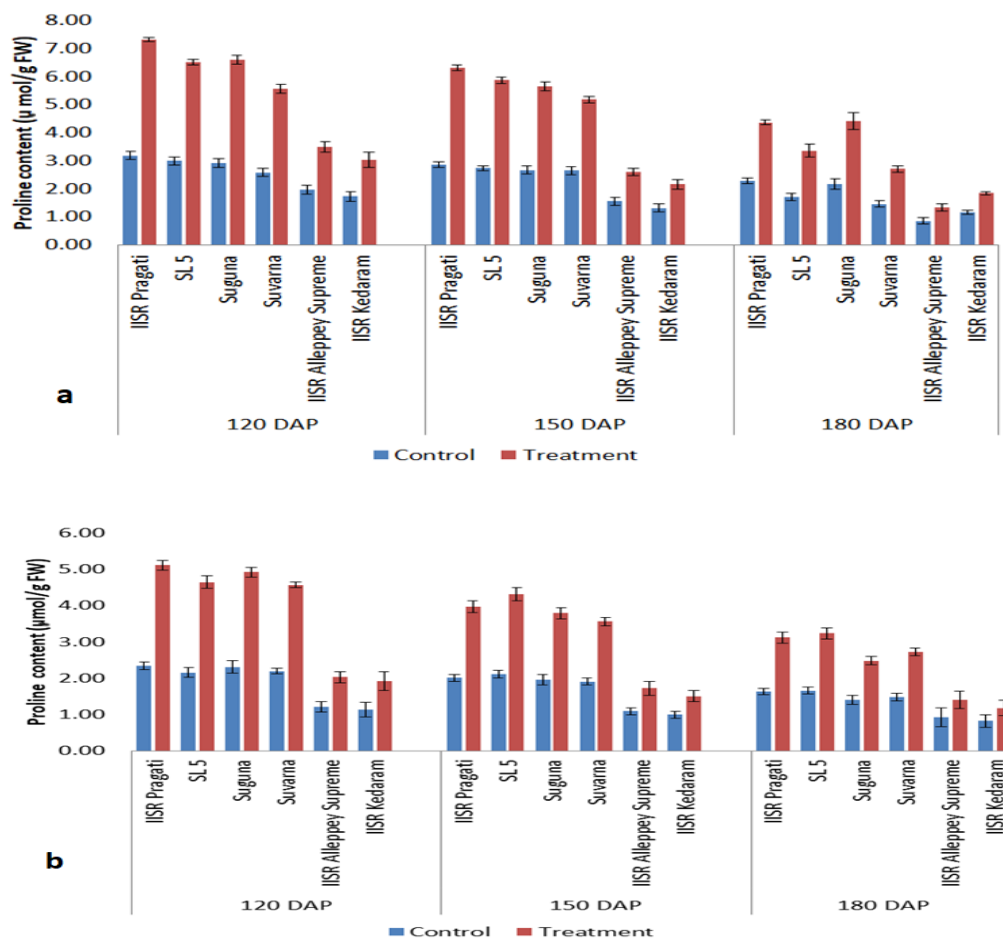 Proline content (µ mol/g FW)
8.00
7.00
6.00
5.00
4.00
3.00
2.00
1.00
0.00
IISR Pragati
SL 5
Suguna
Suvarna
IISR Alleppey Supreme
IISR Kedaram
IISR Pragati
SL 5
Suguna
Suvarna
IISR Alleppey Supreme
IISR Kedaram
IISR Pragati
SL 5
Suguna
Suvarna
IISR Alleppey Supreme
IISR Kedaram
a
120 DAP
150 DAP
180 DAP
Control
Treatment
Proline content (µmol/g FW)
6.00
5.00
4.00
3.00
2.00
1.00
0.00
IISR Pragati
SL 5
Suguna
Suvarna
IISR Alleppey Supreme
IISR Kedaram
IISR Pragati
SL 5
Suguna
Suvarna
IISR Alleppey Supreme
IISR Kedaram
IISR Pragati
SL 5
Suguna
Suvarna
IISR Alleppey Supreme
IISR Kedaram
b
120 DAP
150 DAP
180 DAP
Control
Treatment